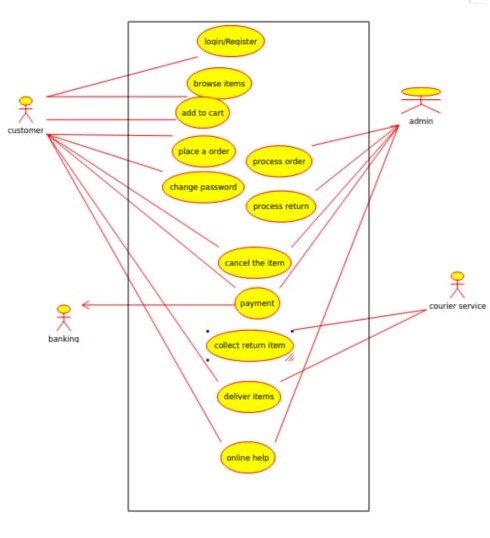 login/Register
browse items
add to cart
customer
admin
place a order
process order
change password
process return
cancel the item
payment
courier service
banking
collect return item
deliver items
online help